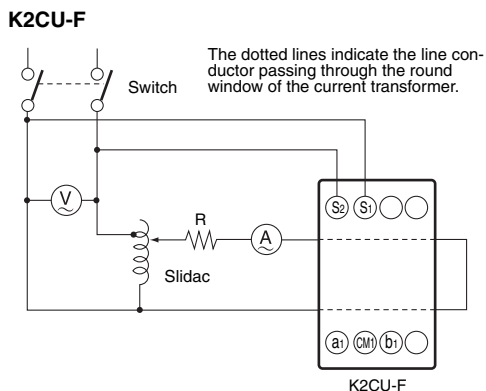 K2CU-F
The dotted lines indicate the line con-
ductor passing through the round
window of the current transformer.
Switch
S2 S1
V
R
A
Slidac
a1 CM1 b1
K2CU-F